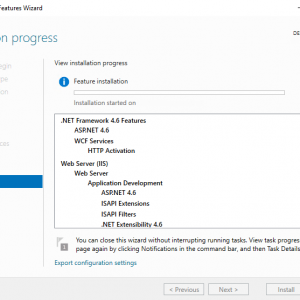 Features Wizard
on progress
DE
View installation progress
Feature installation
Installation started on
.NET Framework 4.6 Features
ASP.NET 4.6
WCF Services
HTTP Activation
Web Server (IIS)
Web Server
Application Development
ASP.NET 4.6
ISAPI Extensions
ISAPI Filters
.NET Extensibility 4.6
You can close this wizard without interrupting running tasks. View task progress
page again by clicking Notifications in the command bar, and then Task Details.
Export configuration settings
< Previous
Next >
Install